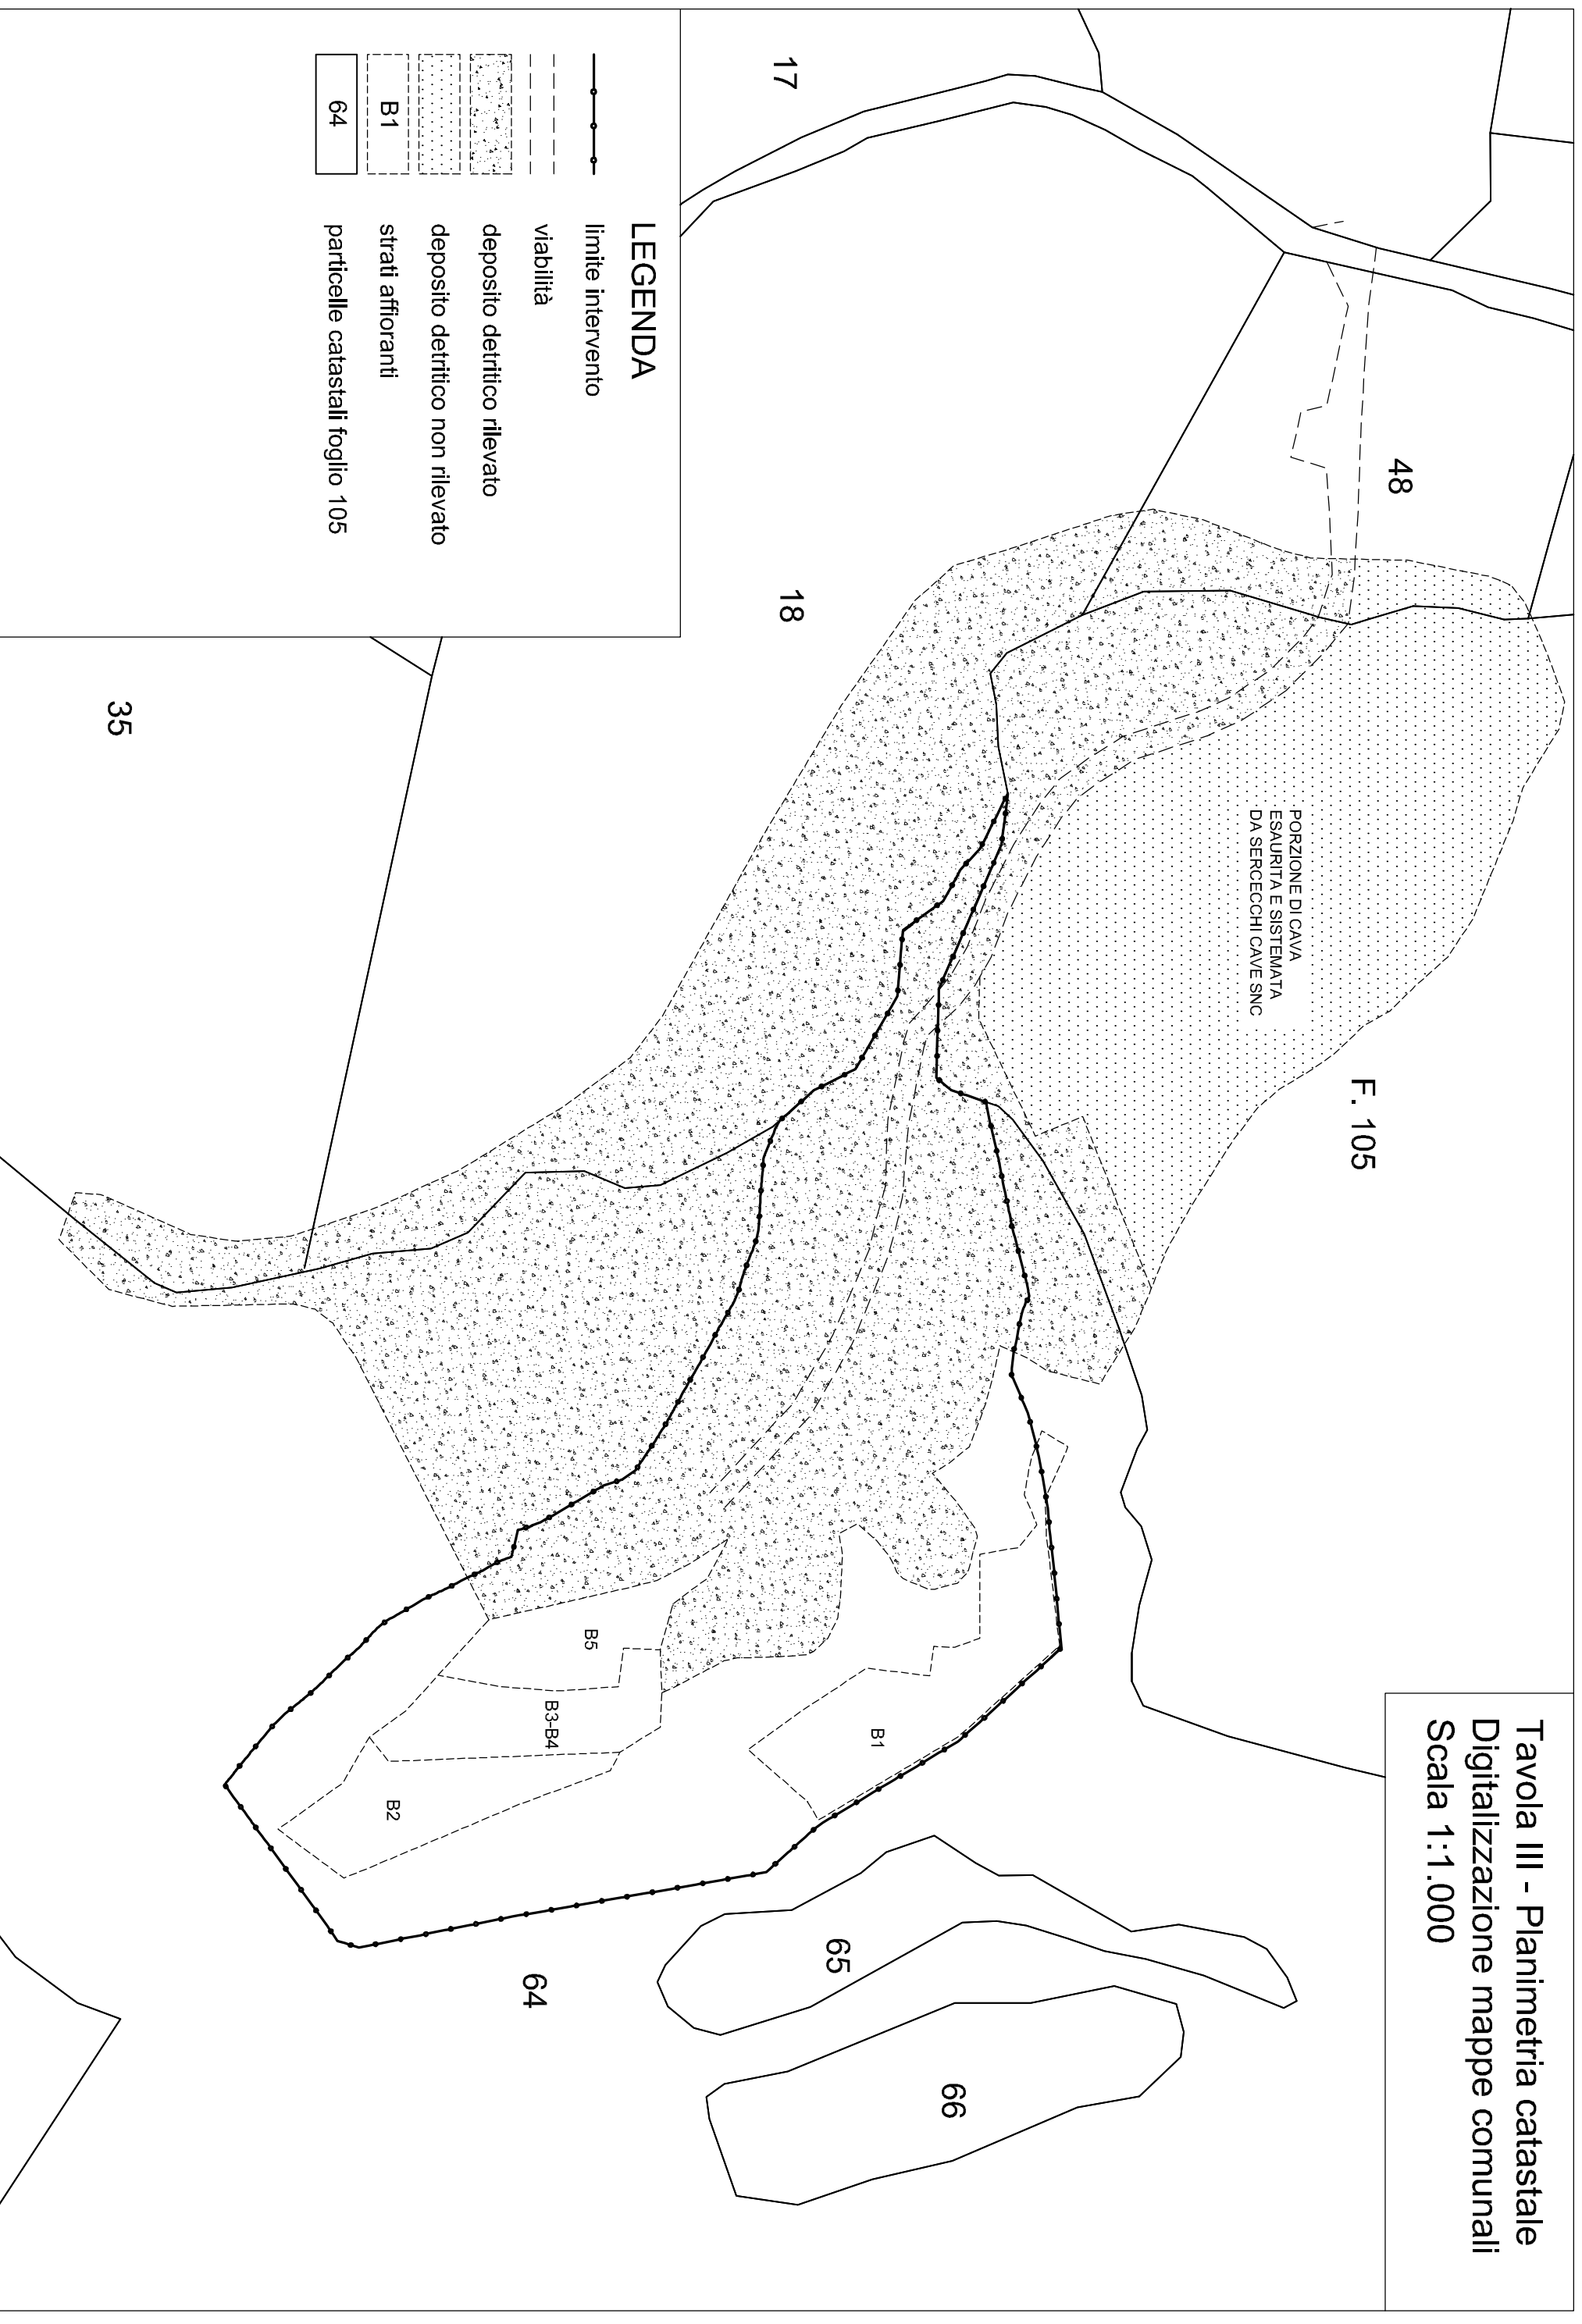 Tavola III - Planimetria catastale
Digitalizzazione mappe comunali
Scala 1:1.000
F. 105
PORZIONE DI CAVA
ESAURITA E SISTEMATA
DA SERCECCHI CAVE SNC
48
17
18
35
B1
B5
B3-B4
B2
65
66
64
LEGENDA
limite intervento
viabilità
deposito detritico rilevato
deposito detritico non rilevato
B1 strati affioranti
64 particelle catastali foglio 105